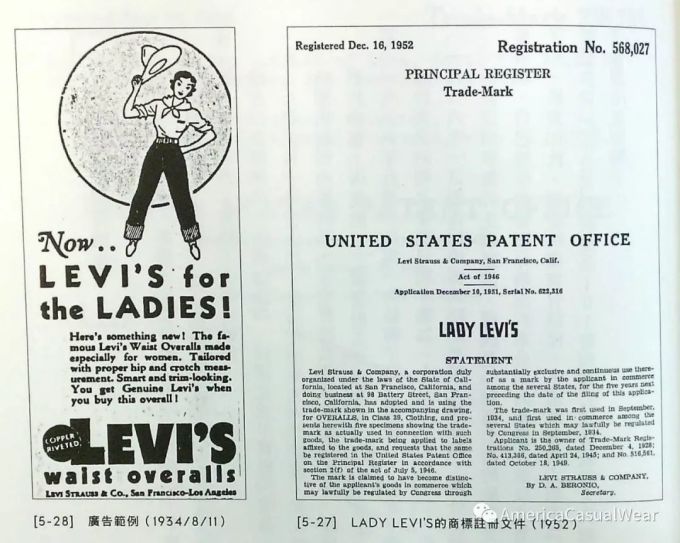 Now..
LEVI'S for
the LADIES!
Here's something new! The fa-
mous Levi's Waist Overalls made
especially for women. Tailored
with proper hip and crotch meas-
urement. Smart and trim-looking.
You get Genuine Levi's when
you buy this overall!
COPPER
RIVETED
LEVI'S
waist overalls
LEVI STRAUSS & CO., SAN FRANCISCO-LOS ANGELES
[5-28] 廣告範例 (1934/8/11)
Registered Dec. 16, 1952
Registration No. 568,027
PRINCIPAL REGISTER
Trade-Mark
UNITED STATES PATENT OFFICE
Levi Strauss & Company, San Francisco, Calif.
Act of 1946
Application December 10, 1951, Serial No. 622,316
LADY LEVI'S
STATEMENT
Levi Strauss & Company, a corporation duly
organized under the laws of the State of Cali-
fornia, located at San Francisco, California, and
doing business at 98 Battery Street, San Fran-
cisco, California, has adopted and is using the
trade-mark shown in the accompanying drawing,
for OVERALLS, in Class 39, Clothing, and pre-
sents herewith five specimens showing the trade-
mark as actually used in connection with such
goods, the trade-mark being applied to labels
affixed to the goods, and requests that the same
be registered in the United States Patent Office
on the Principal Register in accordance with
section 2(f) of the act of July 5, 1946.
The mark is claimed to have become distinc-
tive of the applicant's goods in commerce which
may lawfully be regulated by Congress through
substantially exclusive and continuous use there-
of as a mark by the applicant in commerce
among the several States, for the five years next
preceding the date of the filing of this applica-
tion.
The trade-mark was first used in September,
1934, and first used in commerce among the
several States which may lawfully be regulated
by Congress in September, 1934.
Applicant is the owner of Trade-Mark Regis-
trations No. 250,265, dated December 4, 1928;
No. 413,366, dated April 24, 1945; and No. 516,561,
dated October 18, 1949.
LEVI STRAUSS & COMPANY,
By D. A. BERONIO,
Secretary.
[5-27] LADY LEVI'S的商標註冊文件 (1952)
AmericaCasualWear